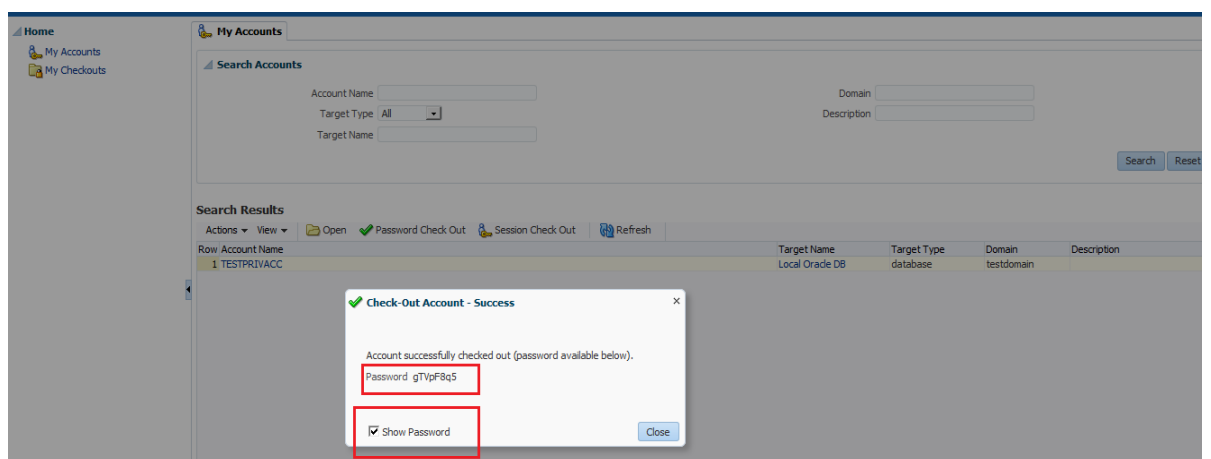 Home
My Accounts
My Checkouts
My Accounts
Search Accounts
Account Name
Domain
Target Type All
Description
Target Name
Search Reset
Search Results
Actions View Open Password Check Out Session Check Out Refresh
Row Account Name Target Name Target Type Domain Description
1 TESTPRIVACC Local Oracle DB database testdomain
Check-Out Account - Success ×
Account successfully checked out (password available below).
Password gTVpF8q5
Show Password Close